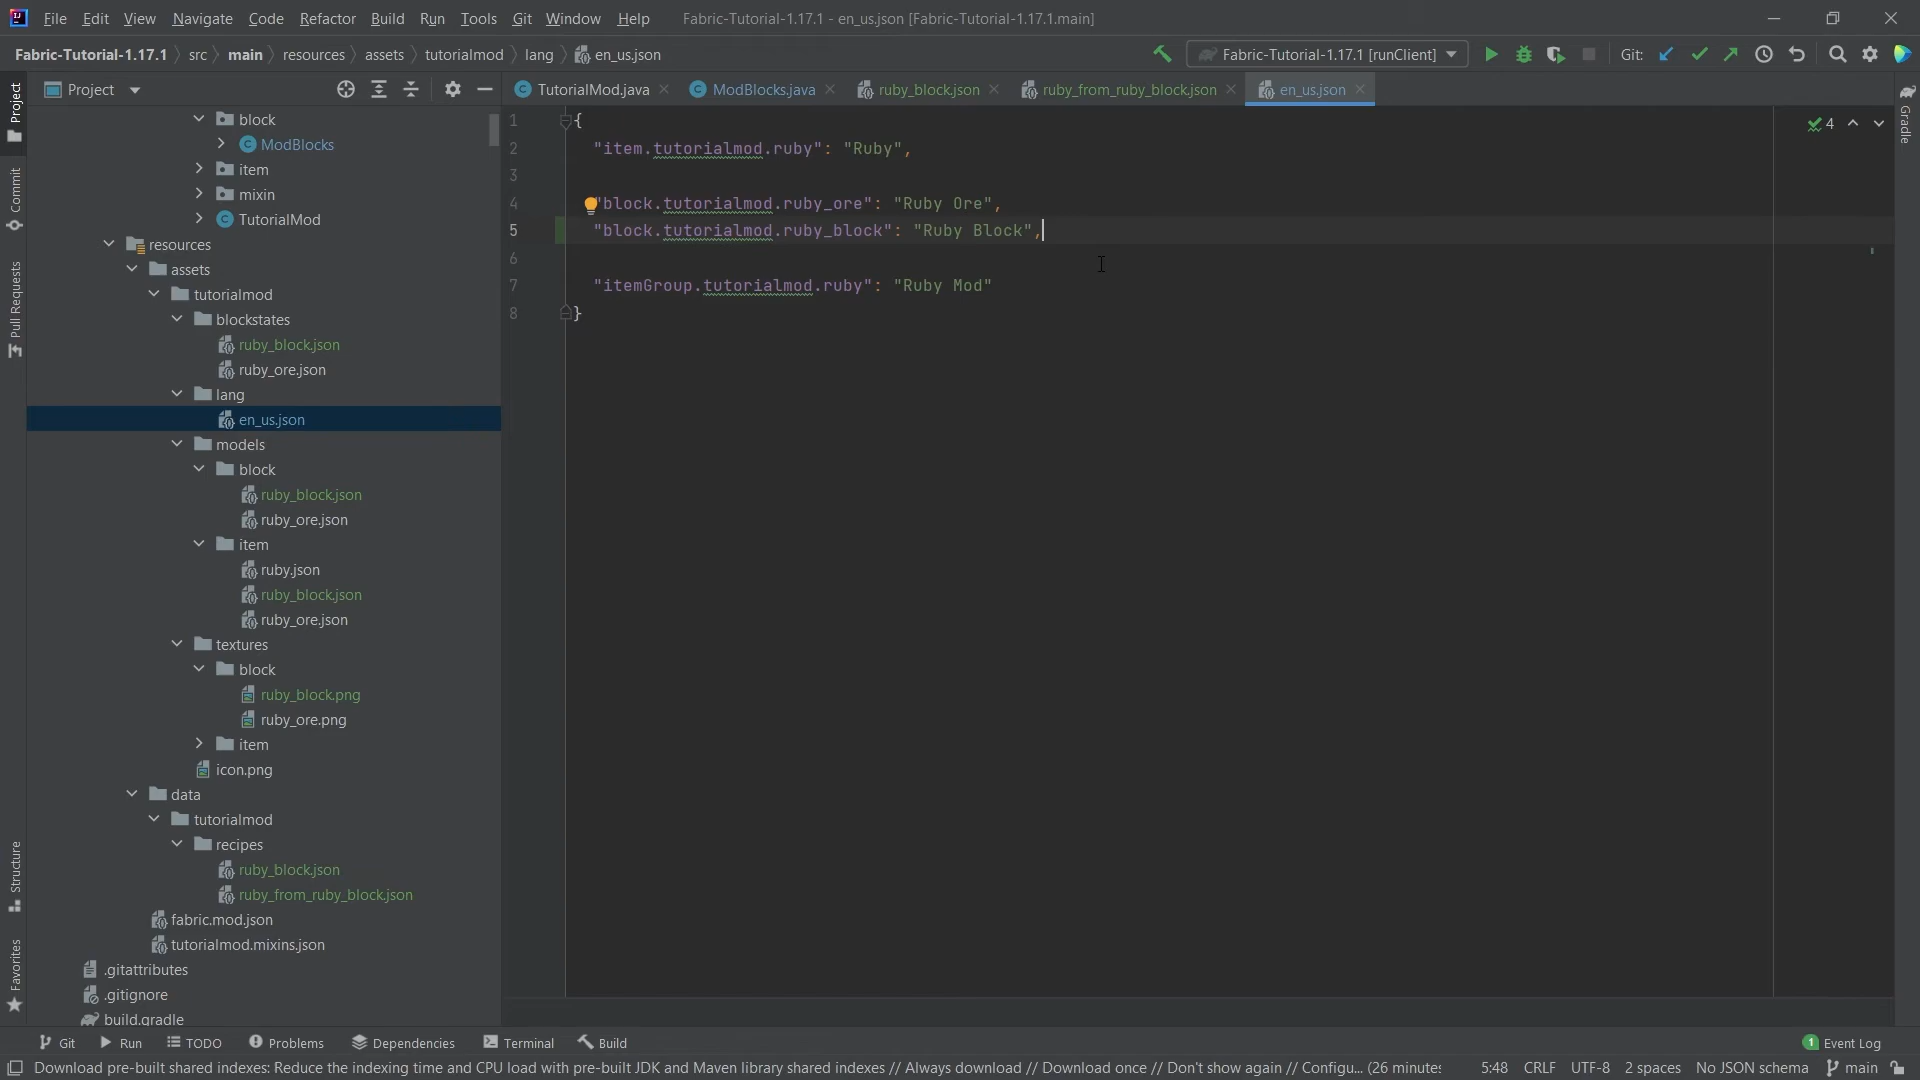 File Edit View Navigate Code Refactor Build Run Tools Git Window Help Fabric-Tutorial-1.17.1 - en_us.json [Fabric-Tutorial-1.17.1.main]
Fabric-Tutorial-1.17.1 src main resources assets tutorialmod lang en_us.json Fabric-Tutorial-1.17.1 [runClient] Git:
Project TutorialMod.java ModBlocks.java ruby_block.json ruby_from_ruby_block.json en_us.json
Project
Commit
Pull Requests
Structure
Favorites
block
ModBlocks
item
mixin
TutorialMod
resources
assets
tutorialmod
blockstates
ruby_block.json
ruby_ore.json
lang
en_us.json
models
block
ruby_block.json
ruby_ore.json
item
ruby.json
ruby_block.json
ruby_ore.json
textures
block
ruby_block.png
ruby_ore.png
item
icon.png
data
tutorialmod
recipes
ruby_block.json
ruby_from_ruby_block.json
fabric.mod.json
tutorialmod.mixins.json
.gitattributes
.gitignore
build.gradle
1 {
2 "item.tutorialmod.ruby": "Ruby",
3
4 "block.tutorialmod.ruby_ore": "Ruby Ore",
5 "block.tutorialmod.ruby_block": "Ruby Block",
6
7 "itemGroup.tutorialmod.ruby": "Ruby Mod"
8 }
4
Gradle
Git Run TODO Problems Dependencies Terminal Build 1 Event Log
Download pre-built shared indexes: Reduce the indexing time and CPU load with pre-built JDK and Maven library shared indexes // Always download // Download once // Don't show again // Configu... (26 minutes 5:48 CRLF UTF-8 2 spaces No JSON schema main